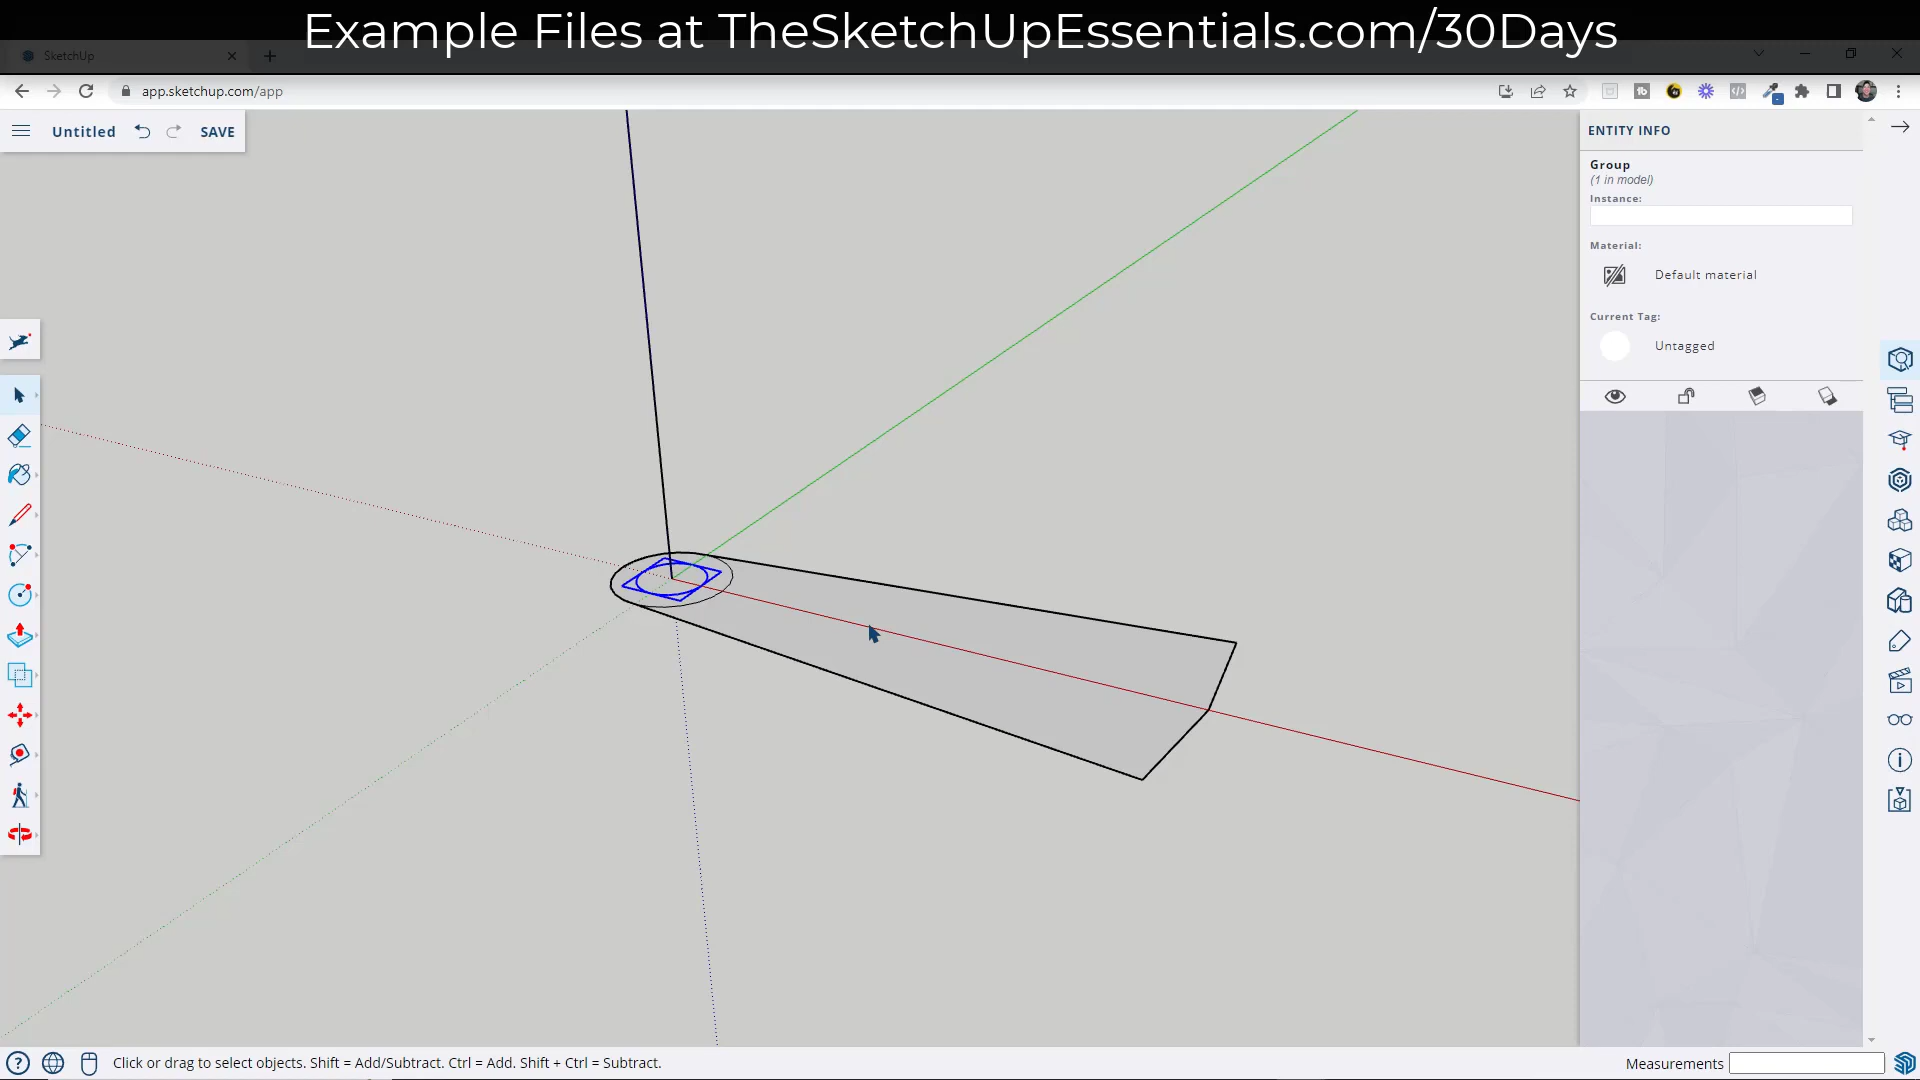 Example Files at TheSketchUpEssentials.com/30Days
SketchUp
app.sketchup.com/app
Untitled SAVE
ENTITY INFO
Group
(1 in model)
Instance:
Material:
Default material
Current Tag:
Untagged
Click or drag to select objects. Shift = Add/Subtract. Ctrl = Add. Shift + Ctrl = Subtract.
Measurements